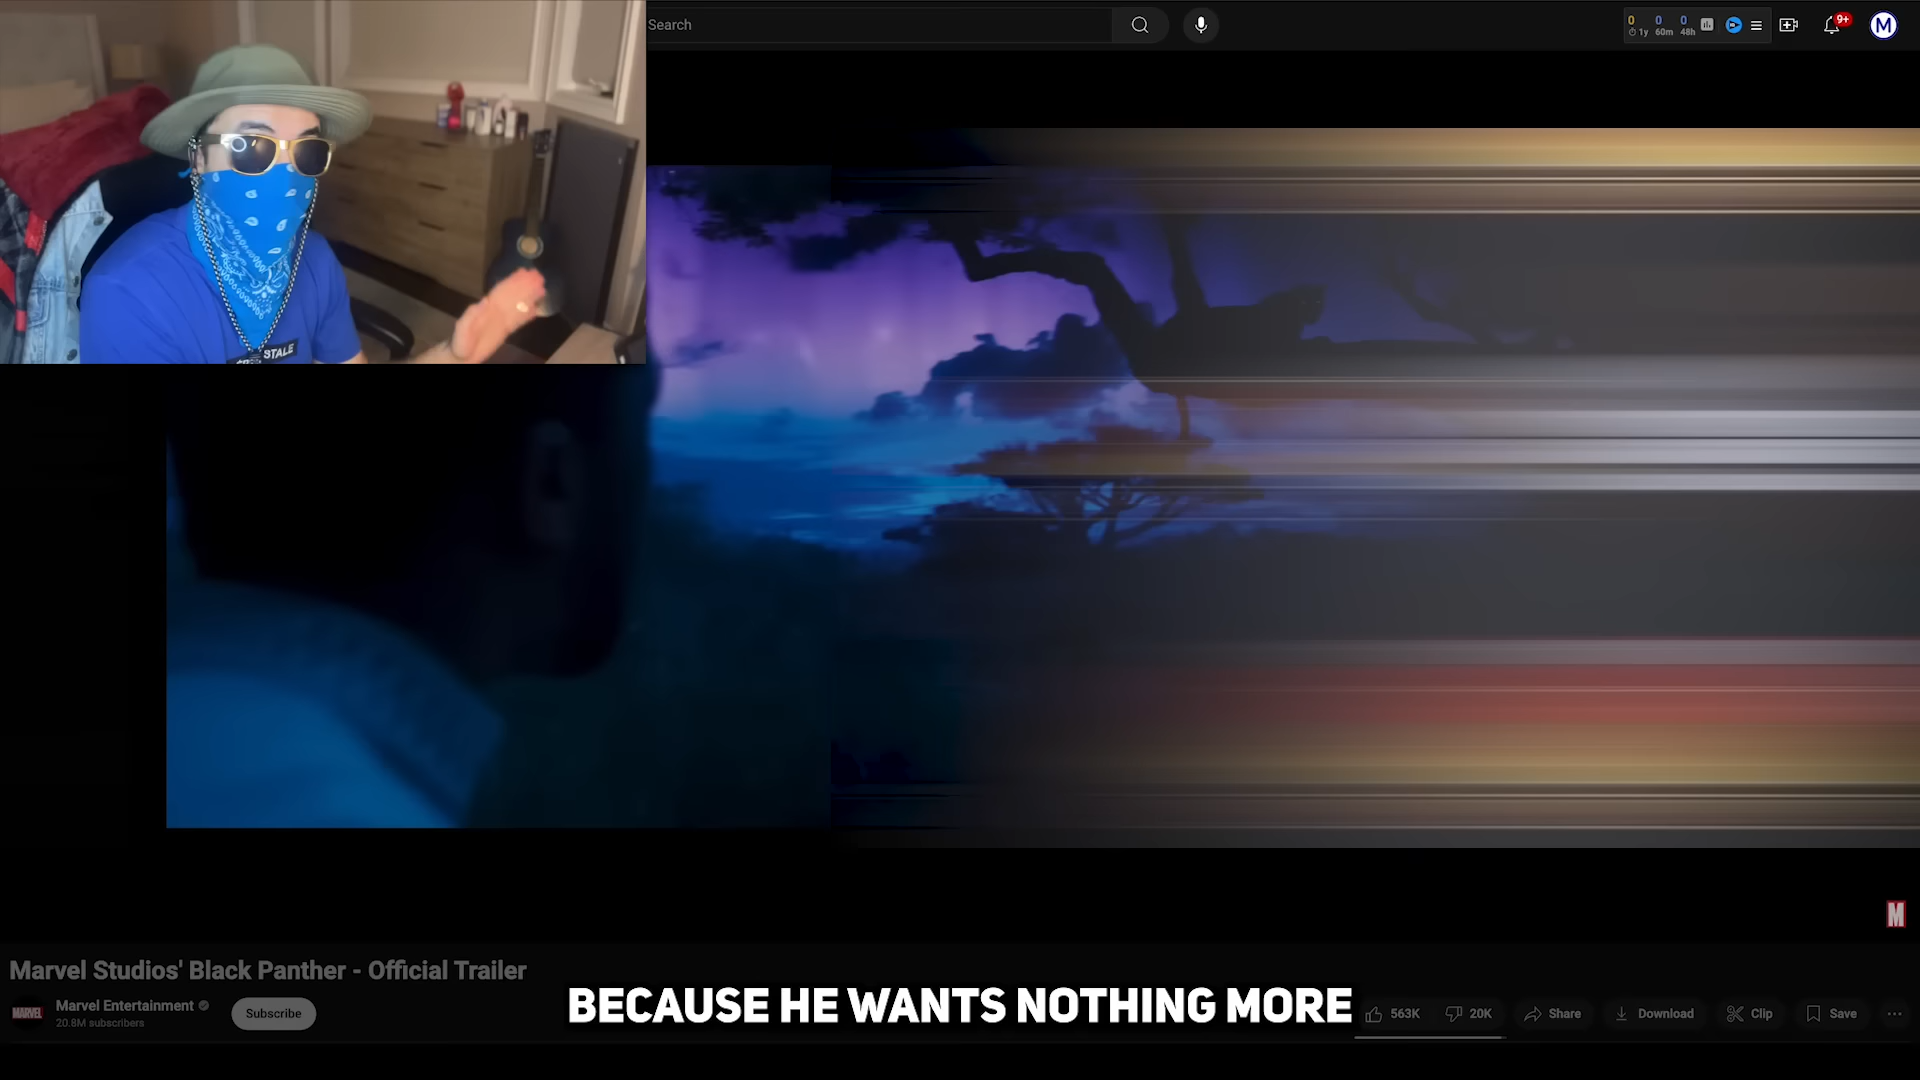 Search
0 0 0
1y 60m 48h
9+
M
STALE
M
Marvel Studios' Black Panther - Official Trailer
MARVEL
Marvel Entertainment
20.8M subscribers
Subscribe
BECAUSE HE WANTS NOTHING MORE
563K
20K
Share
Download
Clip
Save